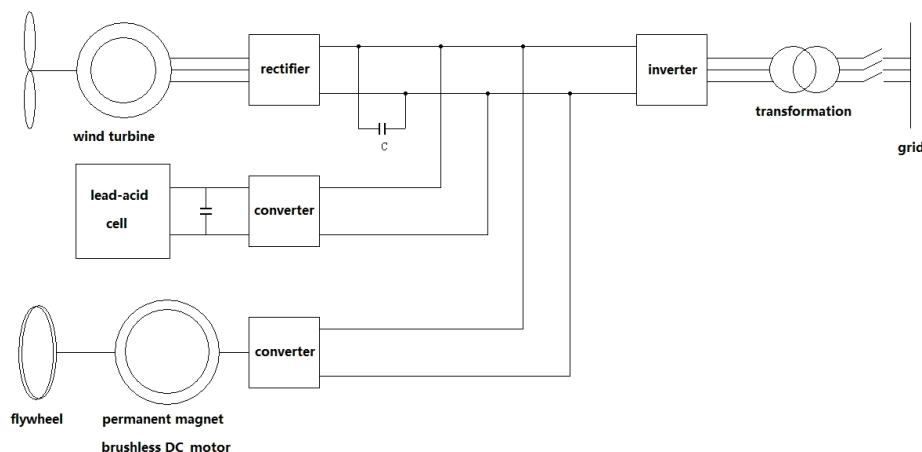 rectifier
inverter
wind turbine
C
transformation
grid
lead-acid
cell
converter
converter
flywheel
permanent magnet
brushless DC motor